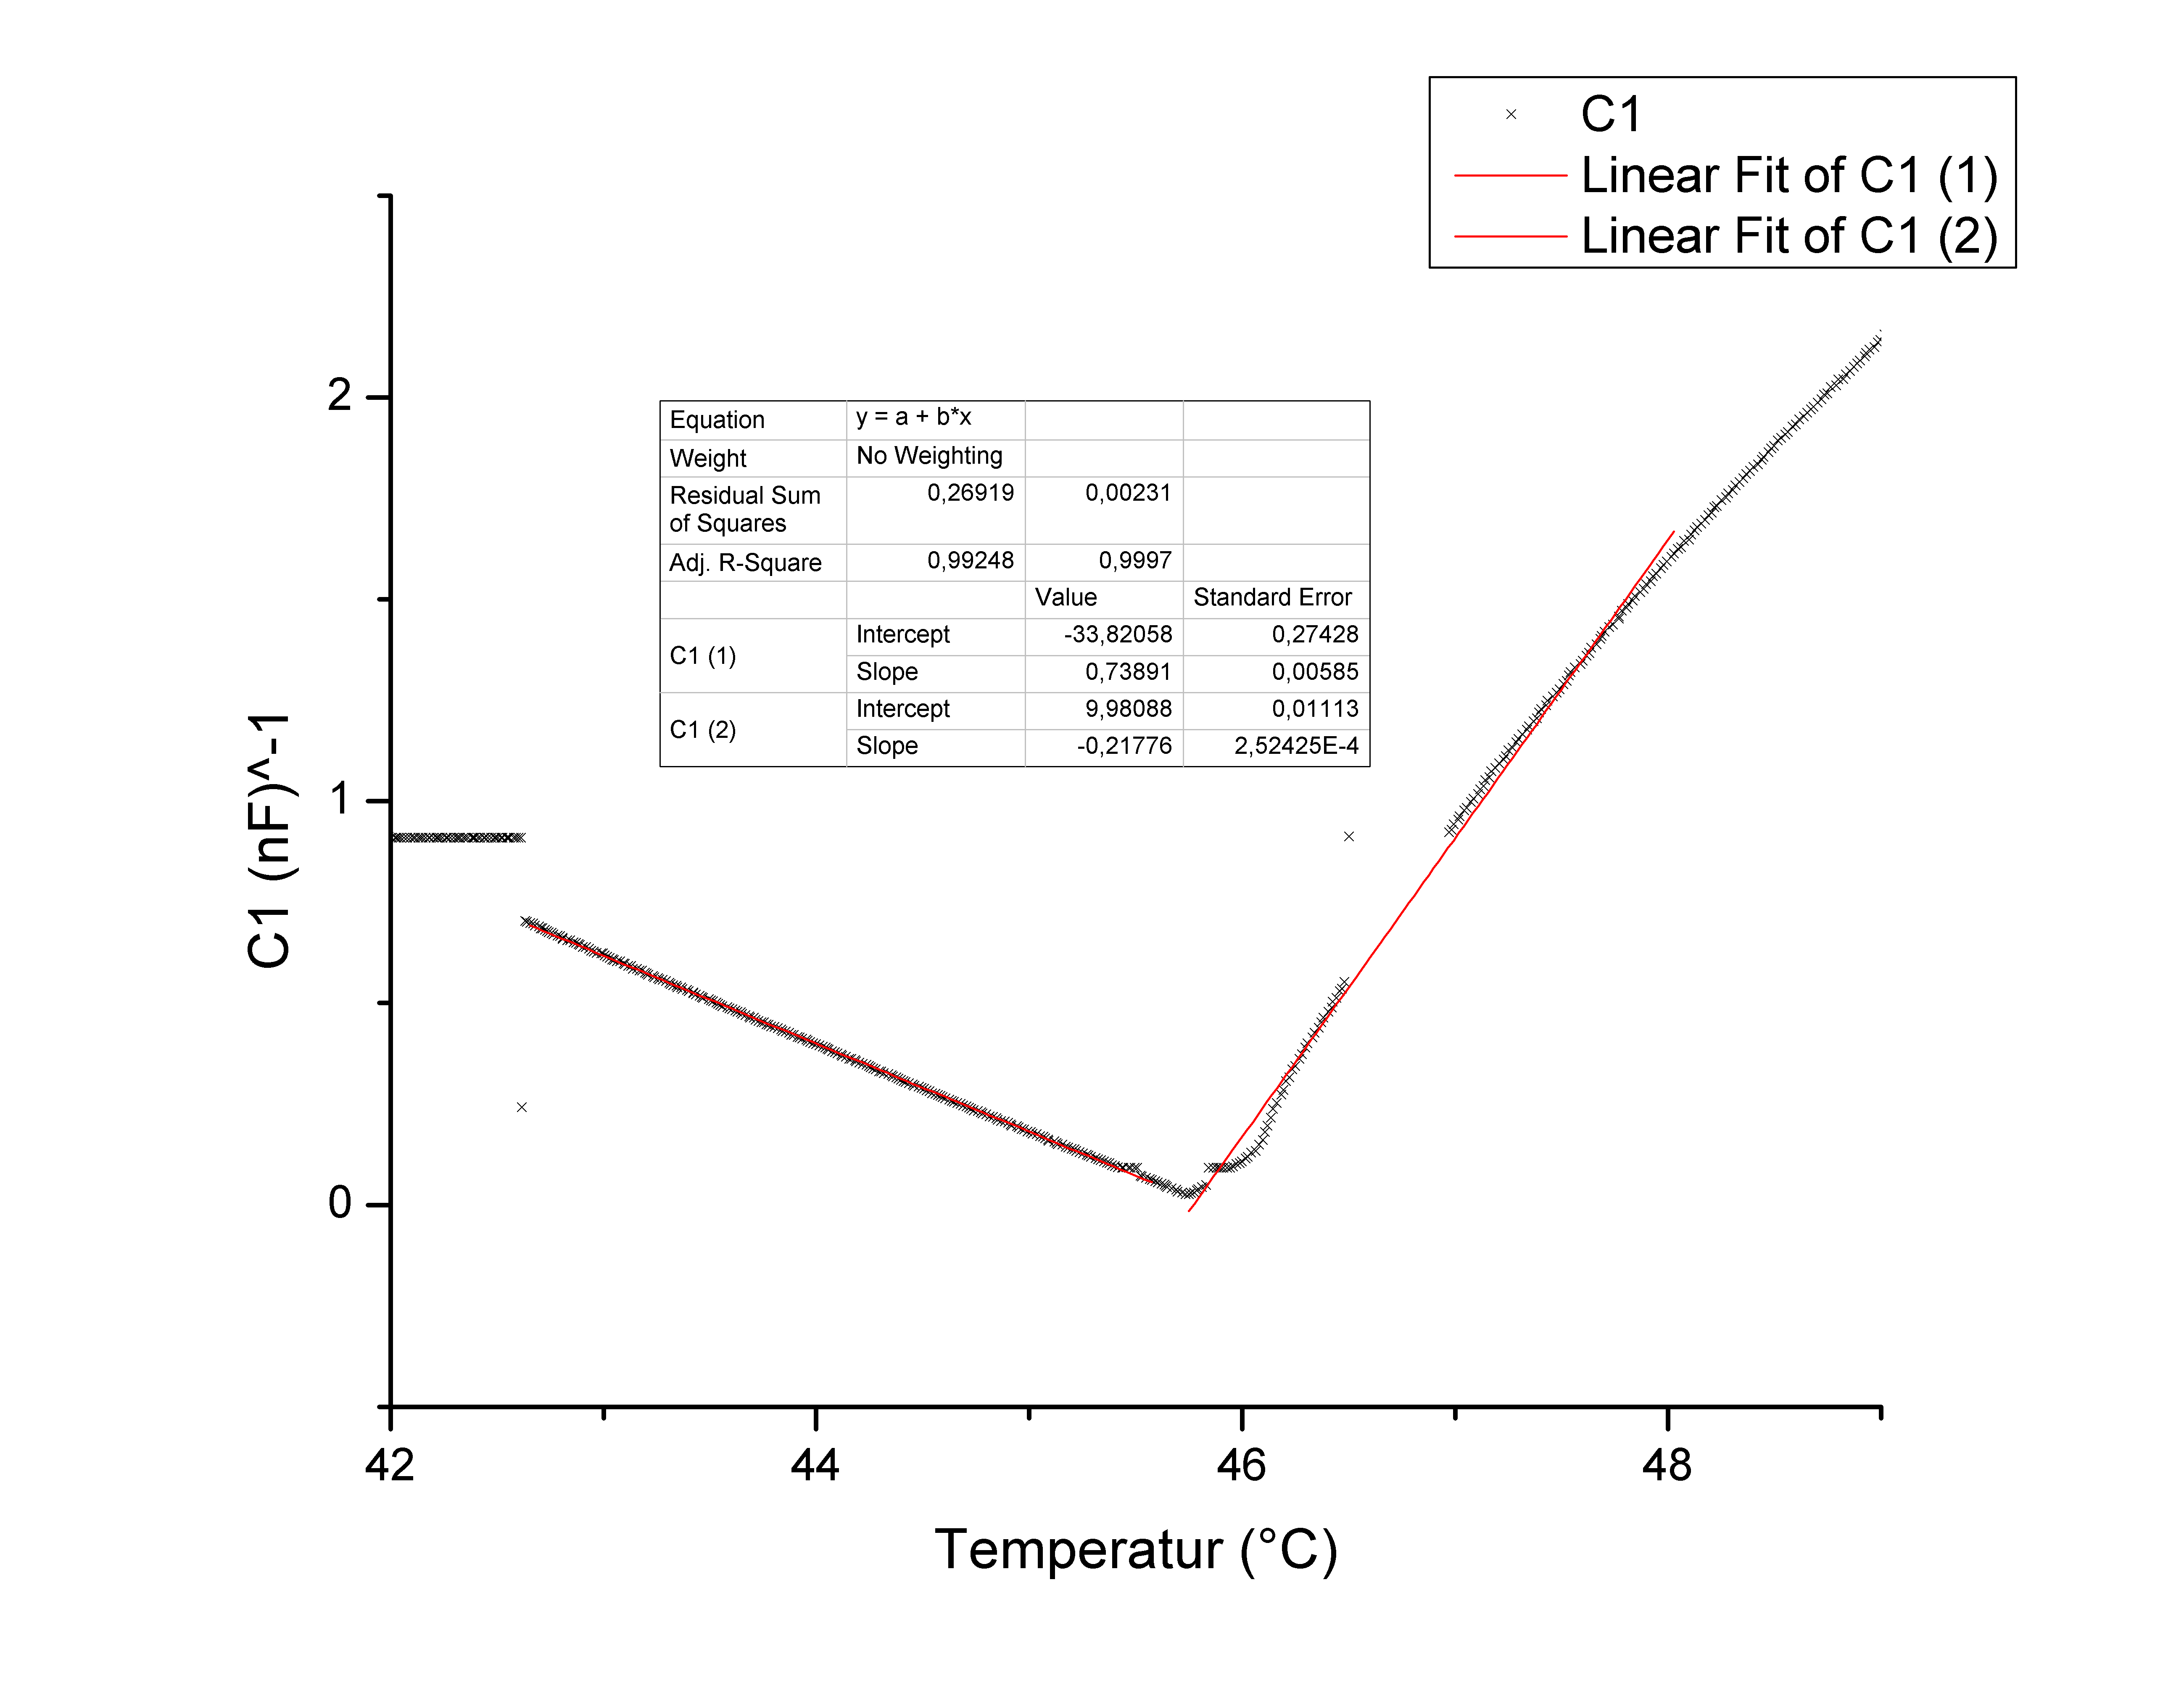 C1
Linear Fit of C1 (1)
Linear Fit of C1 (2)
Equation y = a + b*x
Weight No Weighting
Residual Sum of Squares 0,26919 0,00231
Adj. R-Square 0,99248 0,9997
Value Standard Error
C1 (1) Intercept -33,82058 0,27428
Slope 0,73891 0,00585
C1 (2) Intercept 9,98088 0,01113
Slope -0,21776 2,52425E-4
C1 (nF)^-1
2
1
0
42 44 46 48
Temperatur (°C)